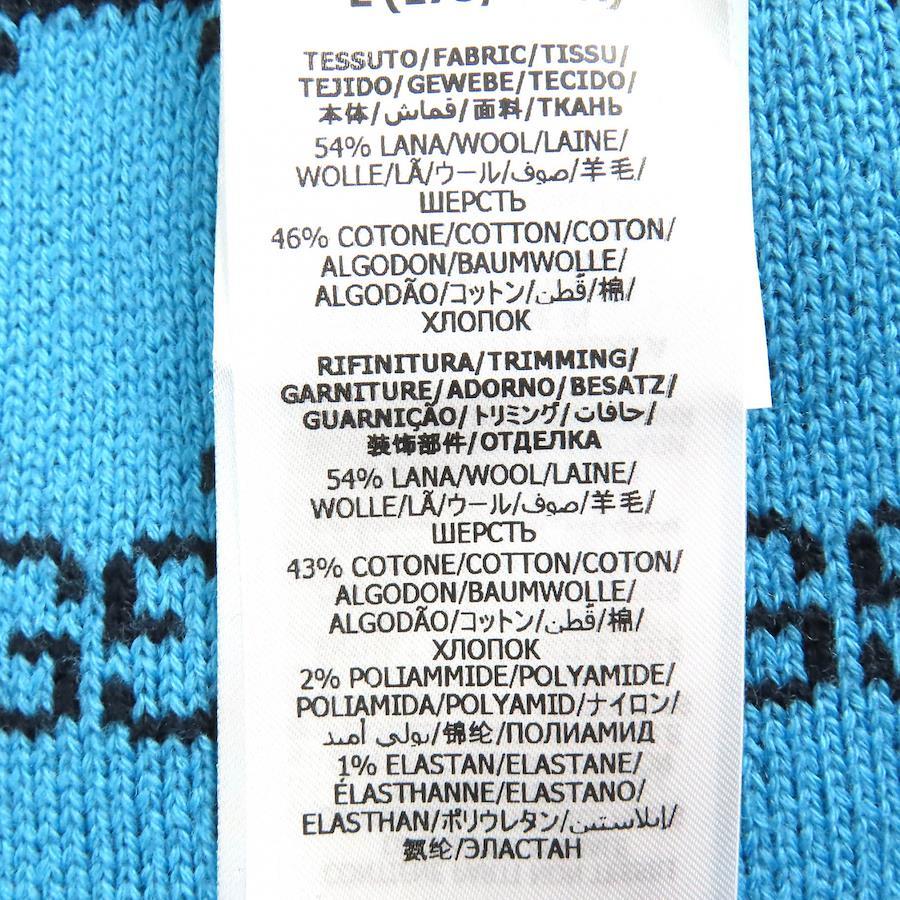 TESSUTO/FABRIC/TISSU/
TEJIDO/GEWEBE/TECIDO/
本体/قماش/面料/ТКАНЬ
54% LANA/WOOL/LAINE/
WOLLE/LÃ/ウール/صوف/羊毛/
ШЕРСТЬ
46% COTONE/COTTON/COTON/
ALGODON/BAUMWOLLE/
ALGODÃO/コットン/قُطن/棉/
ХЛОПОК
RIFINITURA/TRIMMING/
GARNITURE/ADORNO/BESATZ/
GUARNIÇÃO/トリミング/حافات/
装饰部件/ОТДЕЛКА
54% LANA/WOOL/LAINE/
WOLLE/LÃ/ウール/صوف/羊毛/
ШЕРСТЬ
43% COTONE/COTTON/COTON/
ALGODON/BAUMWOLLE/
ALGODÃO/コットン/قُطن/棉/
ХЛОПОК
2% POLIAMMIDE/POLYAMIDE/
POLIAMIDA/POLYAMID/ナイロン/
بولي أميد/锦纶/ПОЛИАМИД
1% ELASTAN/ELASTANE/
ÉLASTHANNE/ELASTANO/
ELASTHAN/ポリウレタン/إيلاستين/
氨纶/ЭЛАСТАН